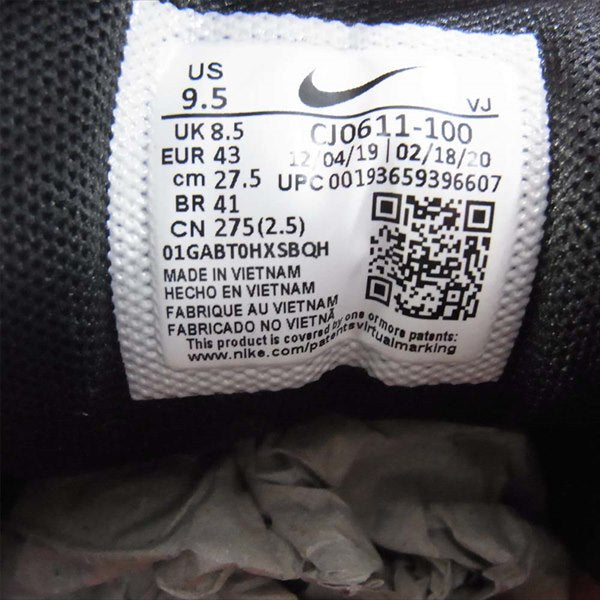 US
9.5
VJ
UK 8.5
CJ0611-100
EUR 43
12/04/19 | 02/18/20
cm 27.5
UPC 00193659396607
BR 41
CN 275(2.5)
01GABT0HXSBQH
MADE IN VIETNAM
HECHO EN VIETNAM
FABRIQUE AU VIETNAM
FABRICADO NO VIETNÃ
This product is covered by one or more patents:
www.nike.com/patentsvirtualmarking